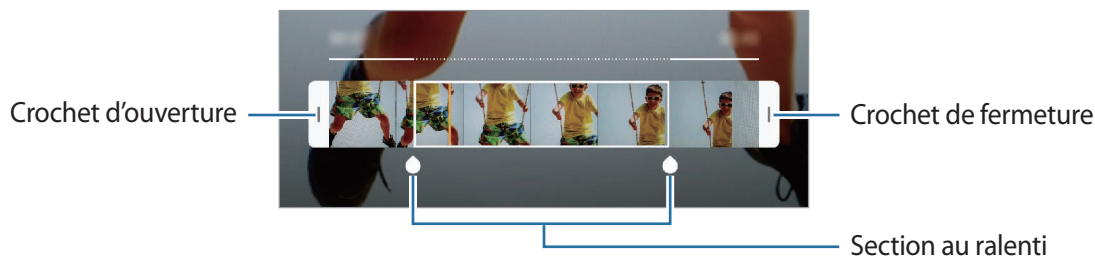 Crochet d'ouverture
Crochet de fermeture
Section au ralenti